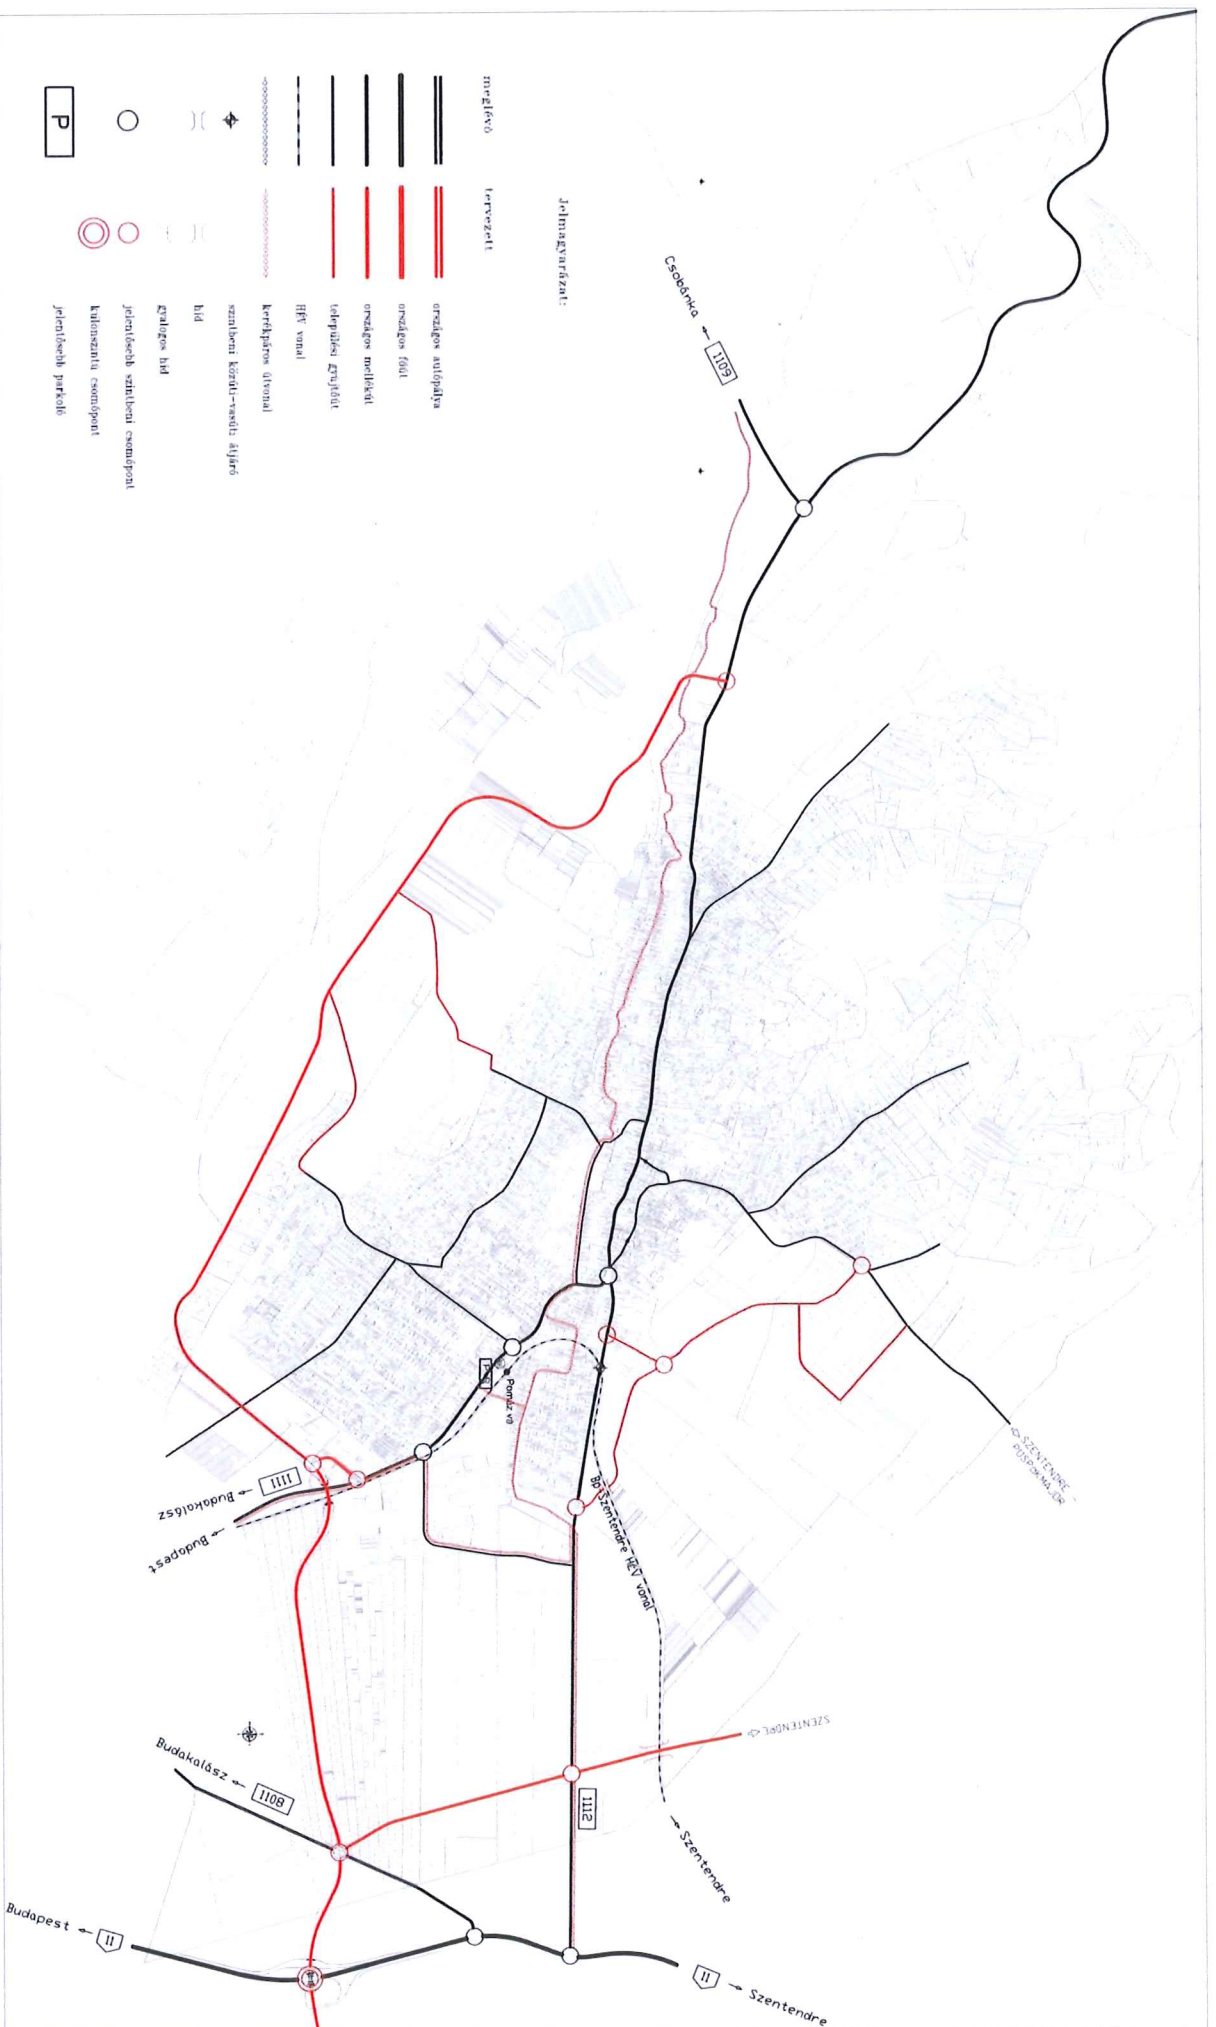 Jelmagyarázat:
meglévő
tervezett
országos autópálya
országos főút
országos mellékút
települési gyűjtőút
HÉV vonal
kerékpáros útvonal
szintbeni közúti-vasúti átjáró
híd
gyalogos híd
jelentősebb szintbeni csomópont
különszintű csomópont
P
jelentősebb parkoló
Csobánka
1109
SZENTENDRE -
PÜSPÖKMAJOR
Pomáz
Bp-Szentendre HÉV vonal
1111
Budakalász
Budapest
SZENTENDRE
Budakalász
1108
1112
Szentendre
Budapest
11
11
Szentendre